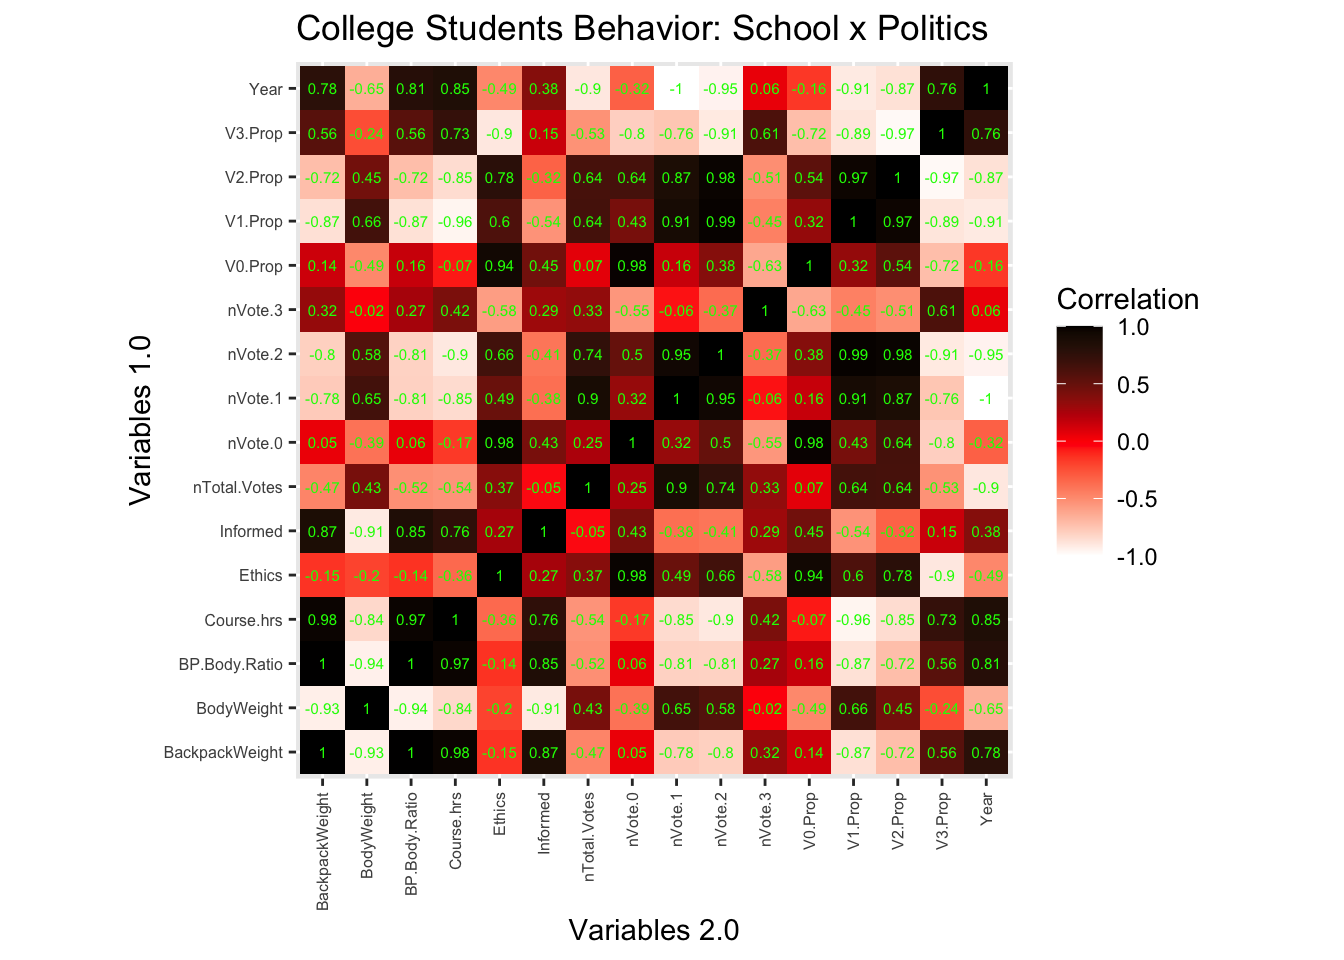 College Students Behavior: School x Politics
Year 0.78 -0.65 0.81 0.85 -0.49 0.38 -0.9 -0.32 -1 -0.95 0.06 -0.16 -0.91 -0.87 0.76 1
V3.Prop 0.56 -0.24 0.56 0.73 -0.9 0.15 -0.53 -0.8 -0.76 -0.91 0.61 -0.72 -0.89 -0.97 1 0.76
V2.Prop -0.72 0.45 -0.72 -0.85 0.78 -0.32 0.64 0.64 0.87 0.98 -0.51 0.54 0.97 1 -0.97 -0.87
V1.Prop -0.87 0.66 -0.87 -0.96 0.6 -0.54 0.64 0.43 0.91 0.99 -0.45 0.32 1 0.97 -0.89 -0.91
V0.Prop 0.14 -0.49 0.16 -0.07 0.94 0.45 0.07 0.98 0.16 0.38 -0.63 1 0.32 0.54 -0.72 -0.16
nVote.3 0.32 -0.02 0.27 0.42 -0.58 0.29 0.33 -0.55 -0.06 -0.37 1 -0.63 -0.45 -0.51 0.61 0.06
nVote.2 -0.8 0.58 -0.81 -0.9 0.66 -0.41 0.74 0.5 0.95 1 -0.37 0.38 0.99 0.98 -0.91 -0.95
nVote.1 -0.78 0.65 -0.81 -0.85 0.49 -0.38 0.9 0.32 1 0.95 -0.06 0.16 0.91 0.87 -0.76 -1
nVote.0 0.05 -0.39 0.06 -0.17 0.98 0.43 0.25 1 0.32 0.5 -0.55 0.98 0.43 0.64 -0.8 -0.32
nTotal.Votes -0.47 0.43 -0.52 -0.54 0.37 -0.05 1 0.25 0.9 0.74 0.33 0.07 0.64 0.64 -0.53 -0.9
Informed 0.87 -0.91 0.85 0.76 0.27 1 -0.05 0.43 -0.38 -0.41 0.29 0.45 -0.54 -0.32 0.15 0.38
Ethics -0.15 -0.2 -0.14 -0.36 1 0.27 0.37 0.98 0.49 0.66 -0.58 0.94 0.6 0.78 -0.9 -0.49
Course.hrs 0.98 -0.84 0.97 1 -0.36 0.76 -0.54 -0.17 -0.85 -0.9 0.42 -0.07 -0.96 -0.85 0.73 0.85
BP.Body.Ratio 1 -0.94 1 0.97 -0.14 0.85 -0.52 0.06 -0.81 -0.81 0.27 0.16 -0.87 -0.72 0.56 0.81
BodyWeight -0.93 1 -0.94 -0.84 -0.2 -0.91 0.43 -0.39 0.65 0.58 -0.02 -0.49 0.66 0.45 -0.24 -0.65
BackpackWeight 1 -0.93 1 0.98 -0.15 0.87 -0.47 0.05 -0.78 -0.8 0.32 0.14 -0.87 -0.72 0.56 0.78
Variables 1.0
BackpackWeight
BodyWeight
BP.Body.Ratio
Course.hrs
Ethics
Informed
nTotal.Votes
nVote.0
nVote.1
nVote.2
nVote.3
V0.Prop
V1.Prop
V2.Prop
V3.Prop
Year
Variables 2.0
Correlation
1.0
0.5
0.0
-0.5
-1.0